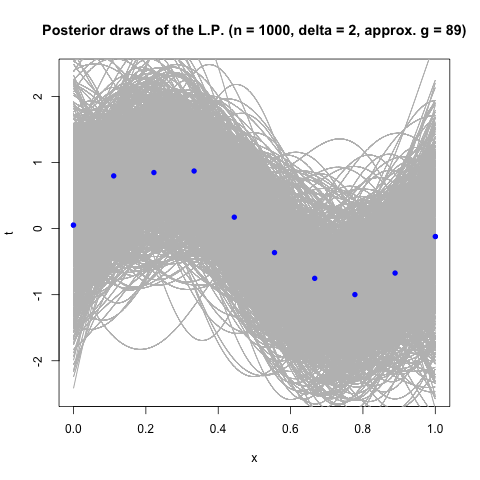 Posterior draws of the L.P. (n = 1000, delta = 2, approx. g = 89)
2
1
0
-1
-2
t
0.0 0.2 0.4 0.6 0.8 1.0
x